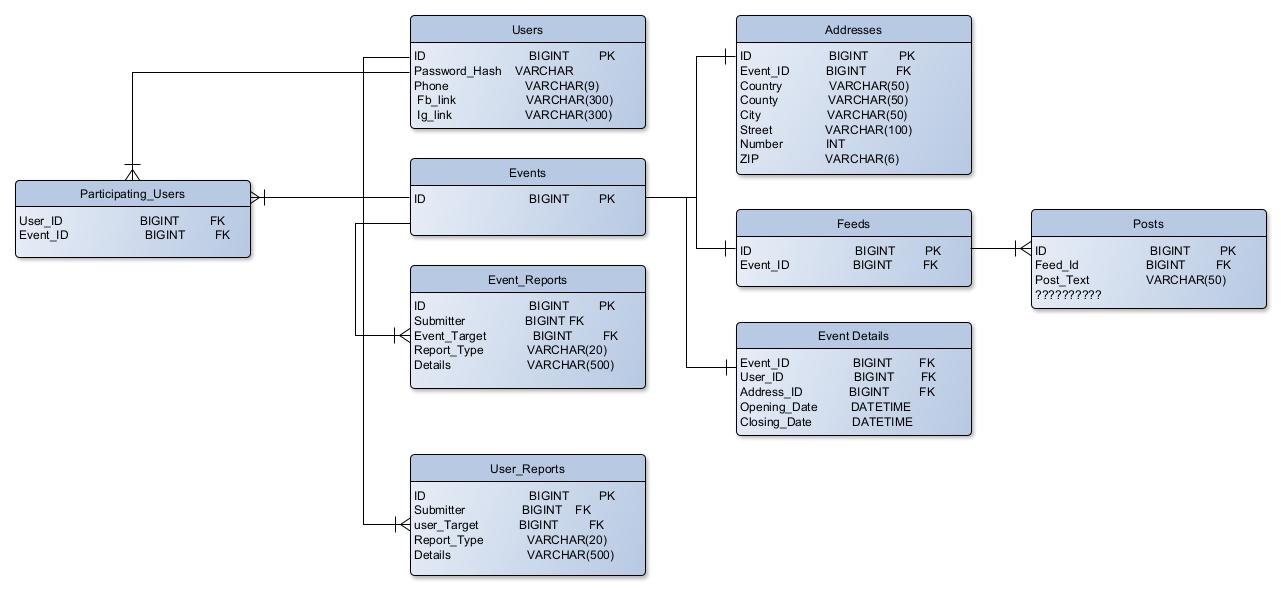 Users
ID BIGINT PK
Password_Hash VARCHAR
Phone VARCHAR(9)
Fb_link VARCHAR(300)
Ig_link VARCHAR(300)
Addresses
ID BIGINT PK
Event_ID BIGINT FK
Country VARCHAR(50)
County VARCHAR(50)
City VARCHAR(50)
Street VARCHAR(100)
Number INT
ZIP VARCHAR(6)
Participating_Users
User_ID BIGINT FK
Event_ID BIGINT FK
Events
ID BIGINT PK
Feeds
ID BIGINT PK
Event_ID BIGINT FK
Posts
ID BIGINT PK
Feed_Id BIGINT FK
Post_Text VARCHAR(50)
??????????
Event_Reports
ID BIGINT PK
Submitter BIGINT FK
Event_Target BIGINT FK
Report_Type VARCHAR(20)
Details VARCHAR(500)
Event Details
Event_ID BIGINT FK
User_ID BIGINT FK
Address_ID BIGINT FK
Opening_Date DATETIME
Closing_Date DATETIME
User_Reports
ID BIGINT PK
Submitter BIGINT FK
user_Target BIGINT FK
Report_Type VARCHAR(20)
Details VARCHAR(500)